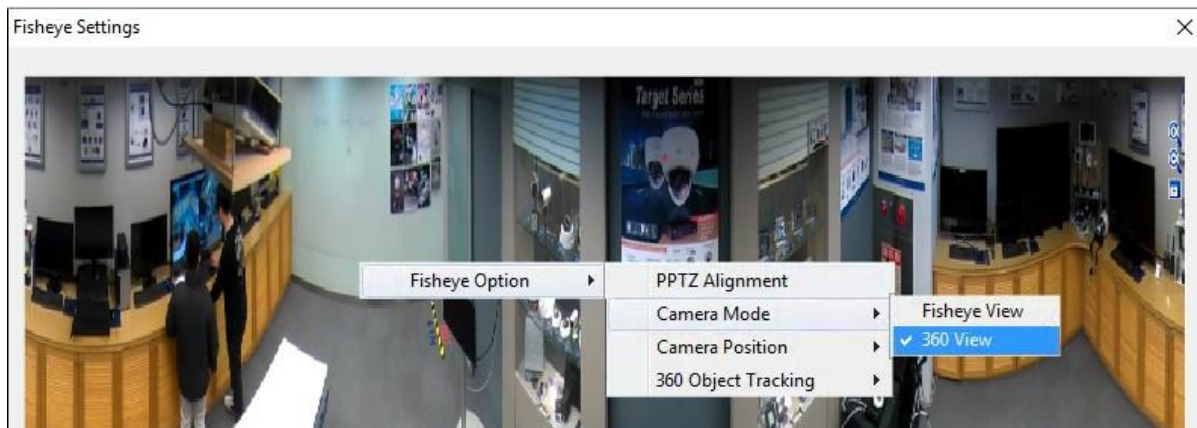 Fisheye Settings
Target Series
Fisheye Option
PPTZ Alignment
Camera Mode
Camera Position
360 Object Tracking
Fisheye View
360 View